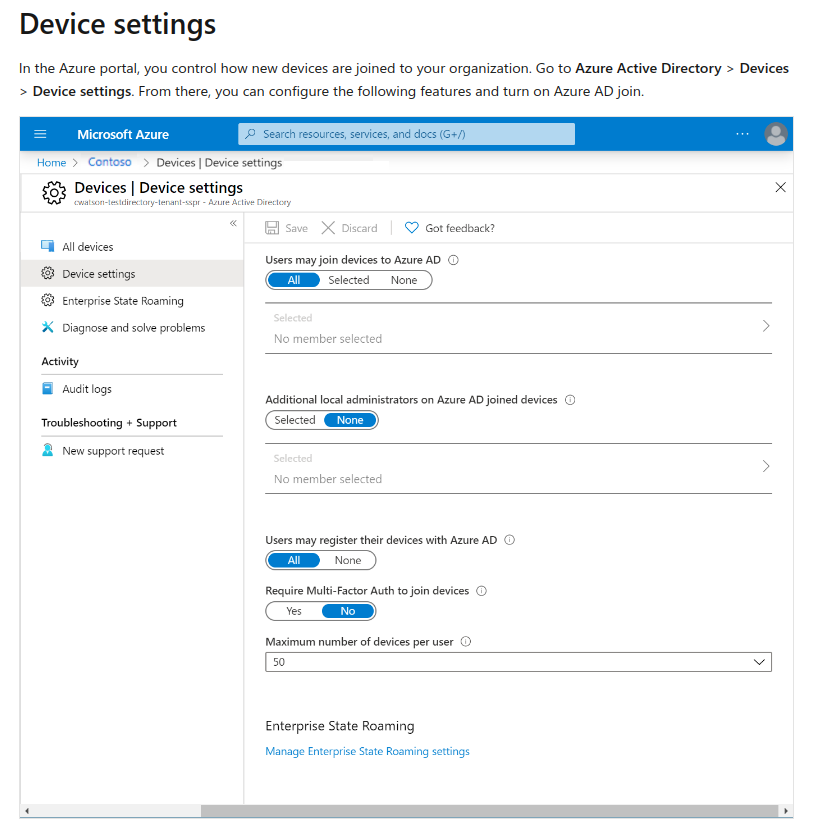 Device settings
In the Azure portal, you control how new devices are joined to your organization. Go to Azure Active Directory > Devices
> Device settings. From there, you can configure the following features and turn on Azure AD join.
Microsoft Azure
Search resources, services, and docs (G+/)
...
Home > Contoso > Devices | Device settings
Devices | Device settings
cwatson-testdirectory-tenant-sspr - Azure Active Directory
«
All devices
Device settings
Enterprise State Roaming
Diagnose and solve problems
Activity
Audit logs
Troubleshooting + Support
New support request
Save Discard Got feedback?
Users may join devices to Azure AD
All Selected None
Selected
No member selected
Additional local administrators on Azure AD joined devices
Selected None
Selected
No member selected
Users may register their devices with Azure AD
All None
Require Multi-Factor Auth to join devices
Yes No
Maximum number of devices per user
50
Enterprise State Roaming
Manage Enterprise State Roaming settings